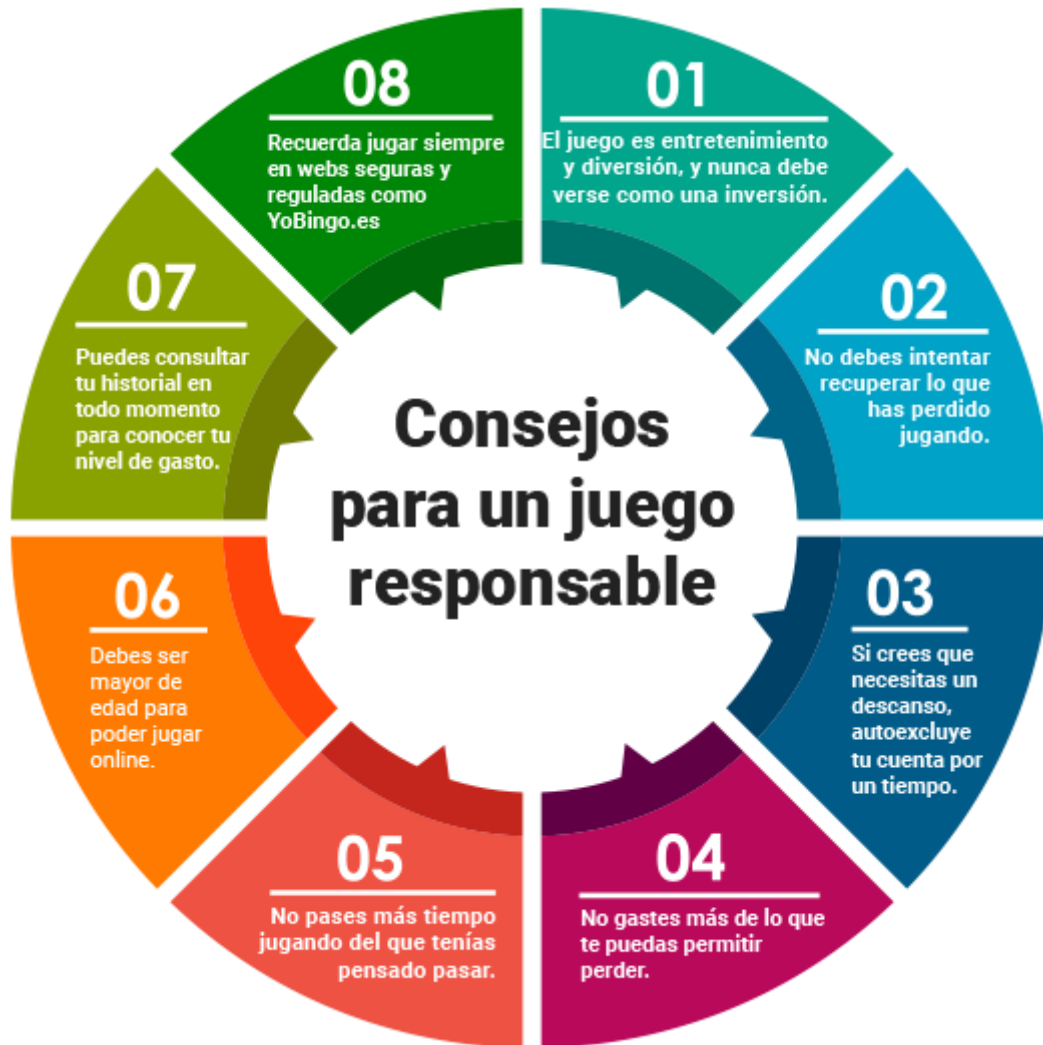 Consejos
para un juego
responsable
01
El juego es entretenimiento
y diversión, y nunca debe
verse como una inversión.
02
No debes intentar
recuperar lo que
has perdido
jugando.
03
Si crees que
necesitas un
descanso,
autoexcluye
tu cuenta por
un tiempo.
04
No gastes más de lo que
te puedas permitir
perder.
05
No pases más tiempo
jugando del que tenías
pensado pasar.
06
Debes ser
mayor de
edad para
poder jugar
online.
07
Puedes consultar
tu historial en
todo momento
para conocer tu
nivel de gasto.
08
Recuerda jugar siempre
en webs seguras y
reguladas como
YoBingo.es